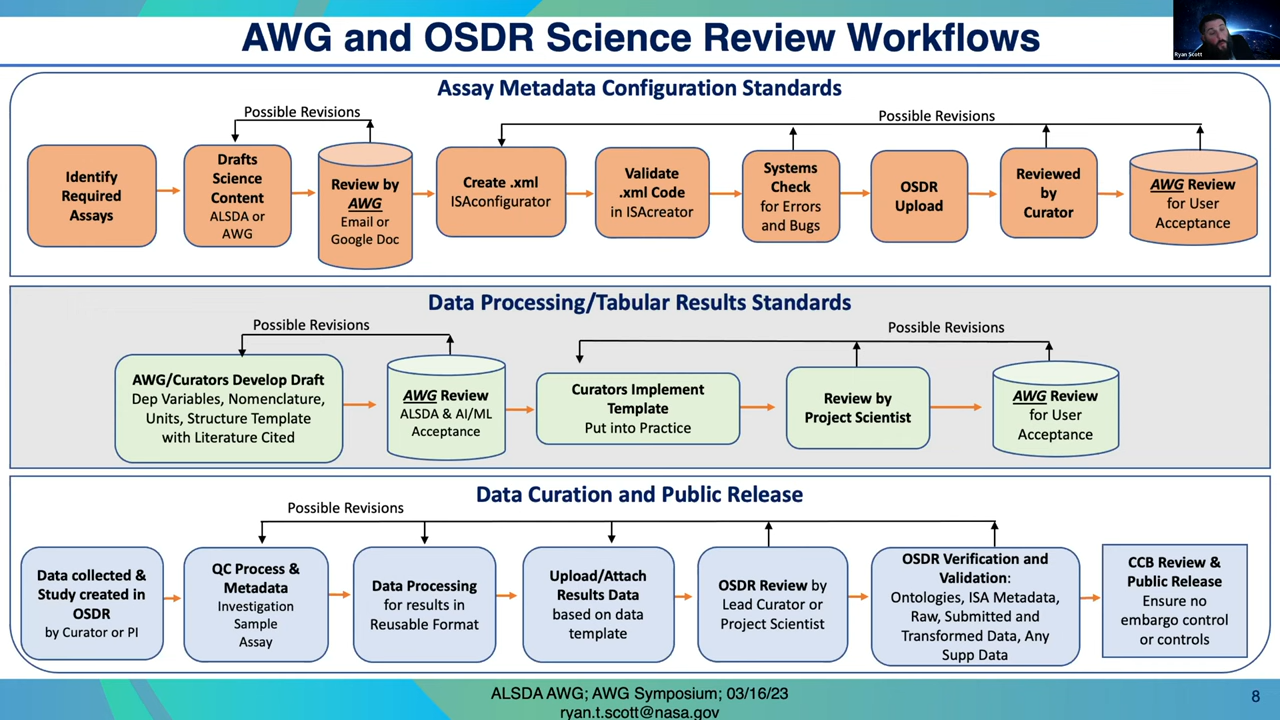 AWG and OSDR Science Review Workflows
Ryan Scott
Assay Metadata Configuration Standards
Possible Revisions
Possible Revisions
Identify
Required
Assays
Drafts
Science
Content
ALSDA or
AWG
Review by
AWG
Email or
Google Doc
Create .xml
ISAconfigurator
Validate
.xml Code
in ISAcreator
Systems
Check
for Errors
and Bugs
OSDR
Upload
Reviewed
by
Curator
AWG Review
for User
Acceptance
Data Processing/Tabular Results Standards
Possible Revisions
Possible Revisions
AWG/Curators Develop Draft
Dep Variables, Nomenclature,
Units, Structure Template
with Literature Cited
AWG Review
ALSDA & AI/ML
Acceptance
Curators Implement
Template
Put into Practice
Review by
Project Scientist
AWG Review
for User
Acceptance
Data Curation and Public Release
Possible Revisions
Data collected &
Study created in
OSDR
by Curator or PI
QC Process &
Metadata
Investigation
Sample
Assay
Data Processing
for results in
Reusable Format
Upload/Attach
Results Data
based on data
template
OSDR Review by
Lead Curator or
Project Scientist
OSDR Verification and
Validation:
Ontologies, ISA Metadata,
Raw, Submitted and
Transformed Data, Any
Supp Data
CCB Review &
Public Release
Ensure no
embargo control
or controls
ALSDA AWG; AWG Symposium; 03/16/23
ryan.t.scott@nasa.gov
8